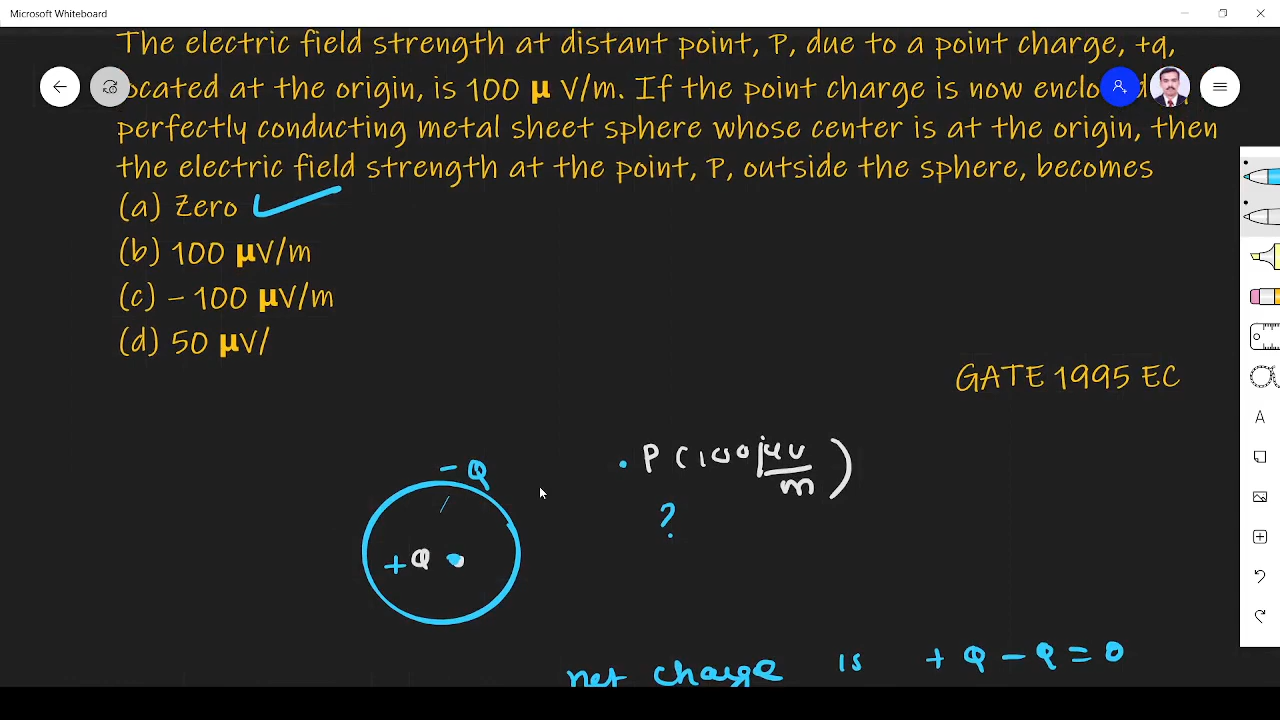 Microsoft Whiteboard
The electric field strength at distant point, P, due to a point charge, +q,
located at the origin, is 100 μ V/m. If the point charge is now enclosed
perfectly conducting metal sheet sphere whose center is at the origin, then
the electric field strength at the point, P, outside the sphere, becomes
(a) Zero
(b) 100 μV/m
(c) – 100 μV/m
(d) 50 μV/
GATE 1995 EC
– Q
. P (100 μv/m)
?
+Q
net charge is + Q – Q = 0